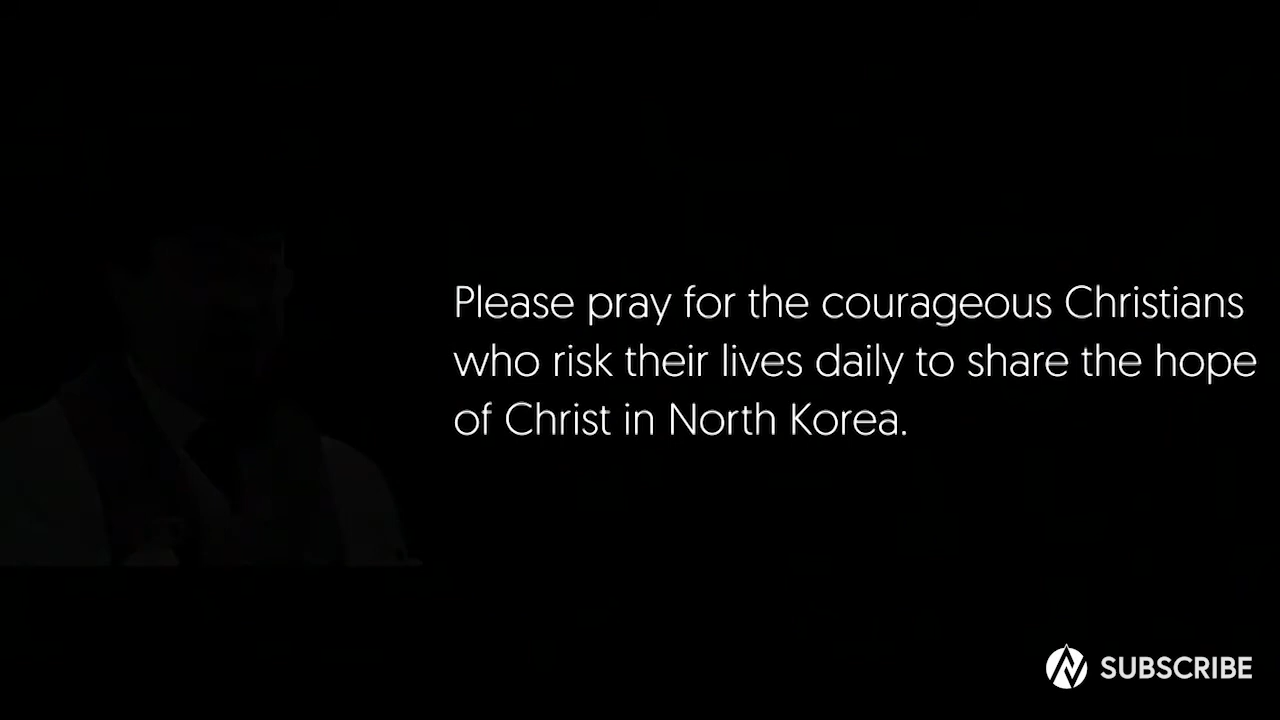 Please pray for the courageous Christians
who risk their lives daily to share the hope
of Christ in North Korea.
SUBSCRIBE